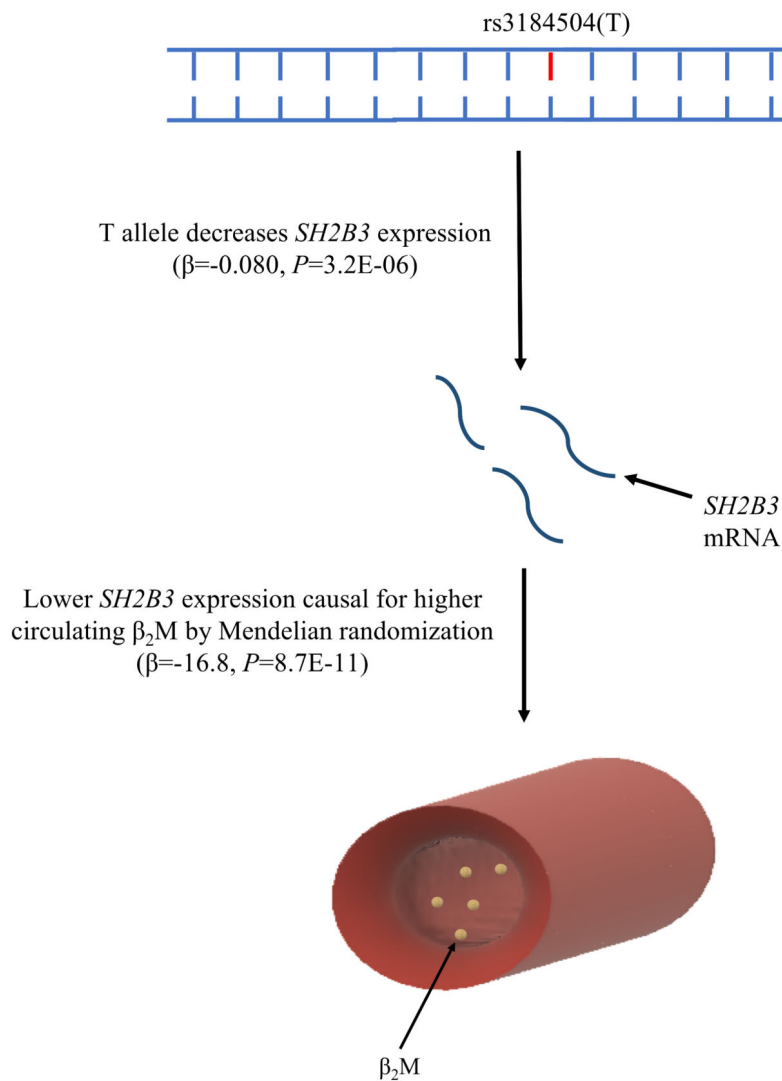 rs3184504(T)
T allele decreases SH2B3 expression
(β=-0.080, P=3.2E-06)
SH2B3
mRNA
Lower SH2B3 expression causal for higher
circulating β₂M by Mendelian randomization
(β=-16.8, P=8.7E-11)
β₂M